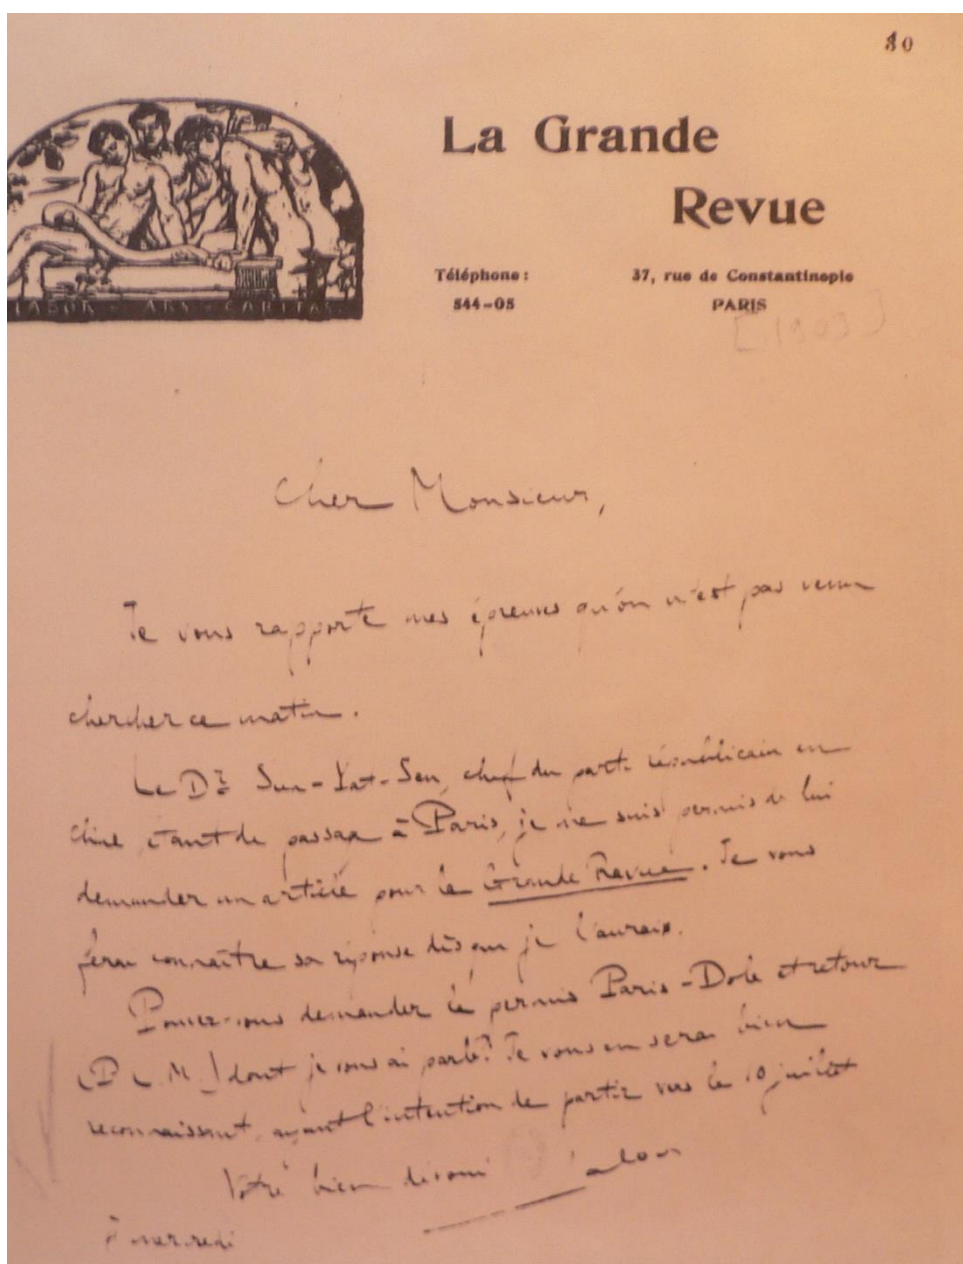 10
La Grande
Revue
Téléphone :
544-05
37, rue de Constantinople
PARIS
[1909]
LABOR ARS CARITAS
Cher Monsieur,
Je vous rapporte mes épreuves qu'on n'est pas venu
chercher ce matin.
Le Dr Sun-Yat-Sen, chef du parti républicain en
Chine étant de passage à Paris, je me suis permis de lui
demander un article pour la Grande Revue. Je vous
ferai connaître sa réponse dès que je l'aurais.
Pouvez-vous demander le permis Paris-Dole et retour
(P.L.M.) dont je vous ai parlé? Je vous en serai bien
reconnaissant, ayant l'intention de partir vers le 10 juillet
Votre bien dévoué
mercredi